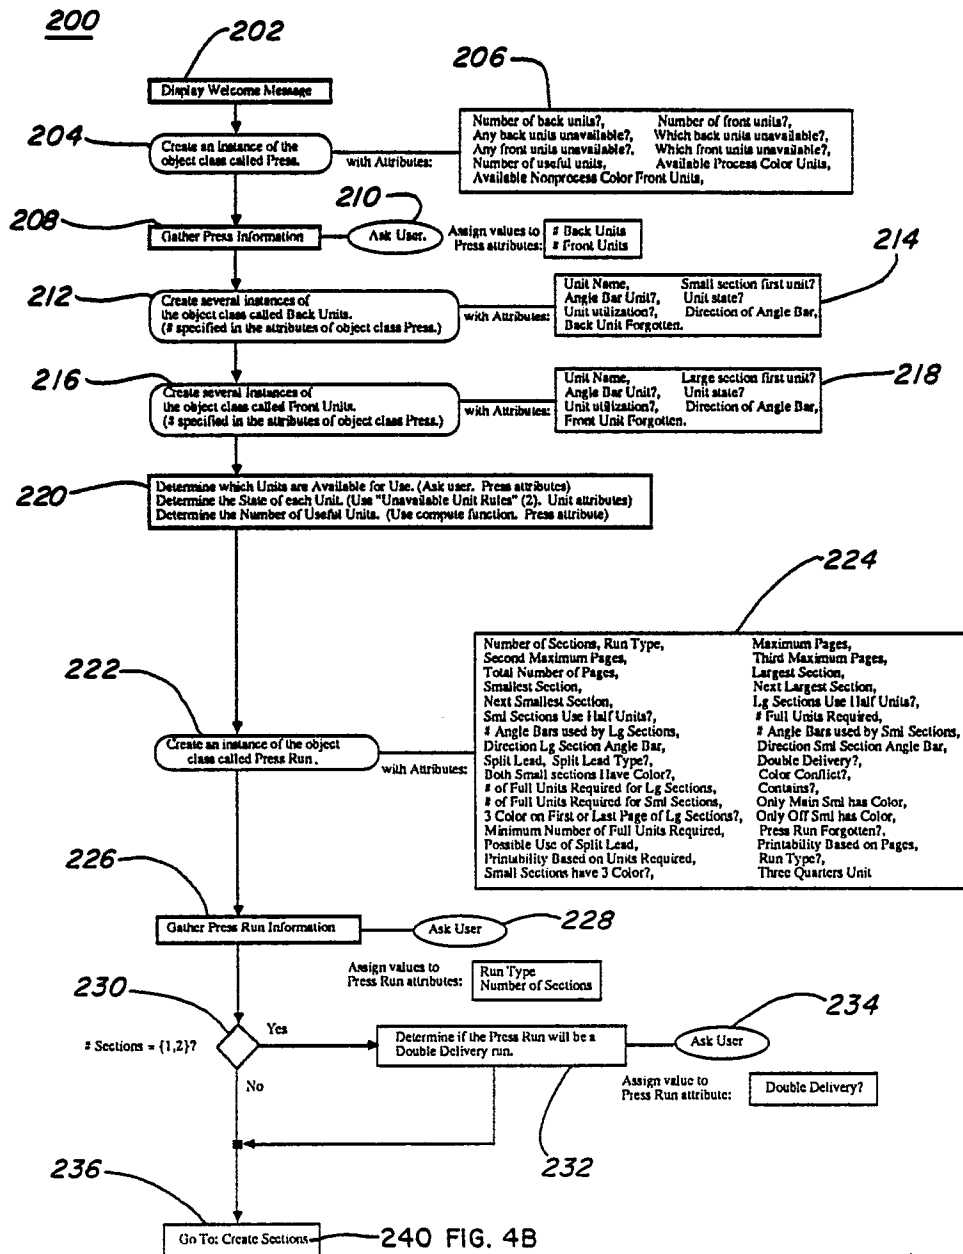 200
202
Display Welcome Message
206
204
Create an Instance of the
object class called Press.
with Attributes:
Number of back units?, Number of front units?,
Any back units unavailable?, Which back units unavailable?,
Any front units unavailable?, Which front units unavailable?,
Number of useful units, Available Process Color Units,
Available Nonprocess Color Front Units,
208
Gather Press Information
210
Ask User.
Assign values to
Press attributes:
# Back Units
# Front Units
212
Create several instances of
the object class called Back Units.
(# specified in the attributes of object class Press.)
with Attributes:
214
Unit Name, Small section first unit?
Angle Bar Unit?, Unit state?
Unit utilization?, Direction of Angle Bar,
Back Unit Forgotten.
216
Create several Instances of
the object class called Front Units.
(# specified in the attributes of object class Press.)
with Attributes:
218
Unit Name, Large section first unit?
Angle Bar Unit?, Unit state?
Unit utilization?, Direction of Angle Bar,
Front Unit Forgotten.
220
Determine which Units are Available for Use. (Ask user. Press attributes)
Determine the State of each Unit. (Use "Unavailable Unit Rules" (2). Unit attributes)
Determine the Number of Useful Units. (Use compute function. Press attribute)
222
Create an instance of the object
class called Press Run.
with Attributes:
224
Number of Sections, Run Type, Maximum Pages,
Second Maximum Pages, Third Maximum Pages,
Total Number of Pages, Largest Section,
Smallest Section, Next Largest Section,
Next Smallest Section, Lg Sections Use Half Units?,
Sml Sections Use Half Units?, # Full Units Required,
# Angle Bars used by Lg Sections, # Angle Bars used by Sml Sections,
Direction Lg Section Angle Bar, Direction Sml Section Angle Bar,
Split Lead, Split Lead Type?, Double Delivery?,
Both Small sections Have Color?, Color Conflict?,
# of Full Units Required for Lg Sections, Contains?,
# of Full Units Required for Sml Sections, Only Main Sml has Color,
3 Color on First or Last Page of Lg Sections?, Only Off Sml has Color,
Minimum Number of Full Units Required, Press Run Forgotten?,
Possible Use of Split Lead, Printability Based on Pages,
Printability Based on Units Required, Run Type?,
Small Sections have 3 Color?, Three Quarters Unit
226
Gather Press Run Information
Ask User
228
Assign values to
Press Run attributes:
Run Type
Number of Sections
230
# Sections = {1,2}?
Yes
No
Determine if the Press Run will be a
Double Delivery run.
232
Ask User
234
Assign value to
Press Run attribute:
Double Delivery?
236
Go To: Create Sections
240 FIG. 4B